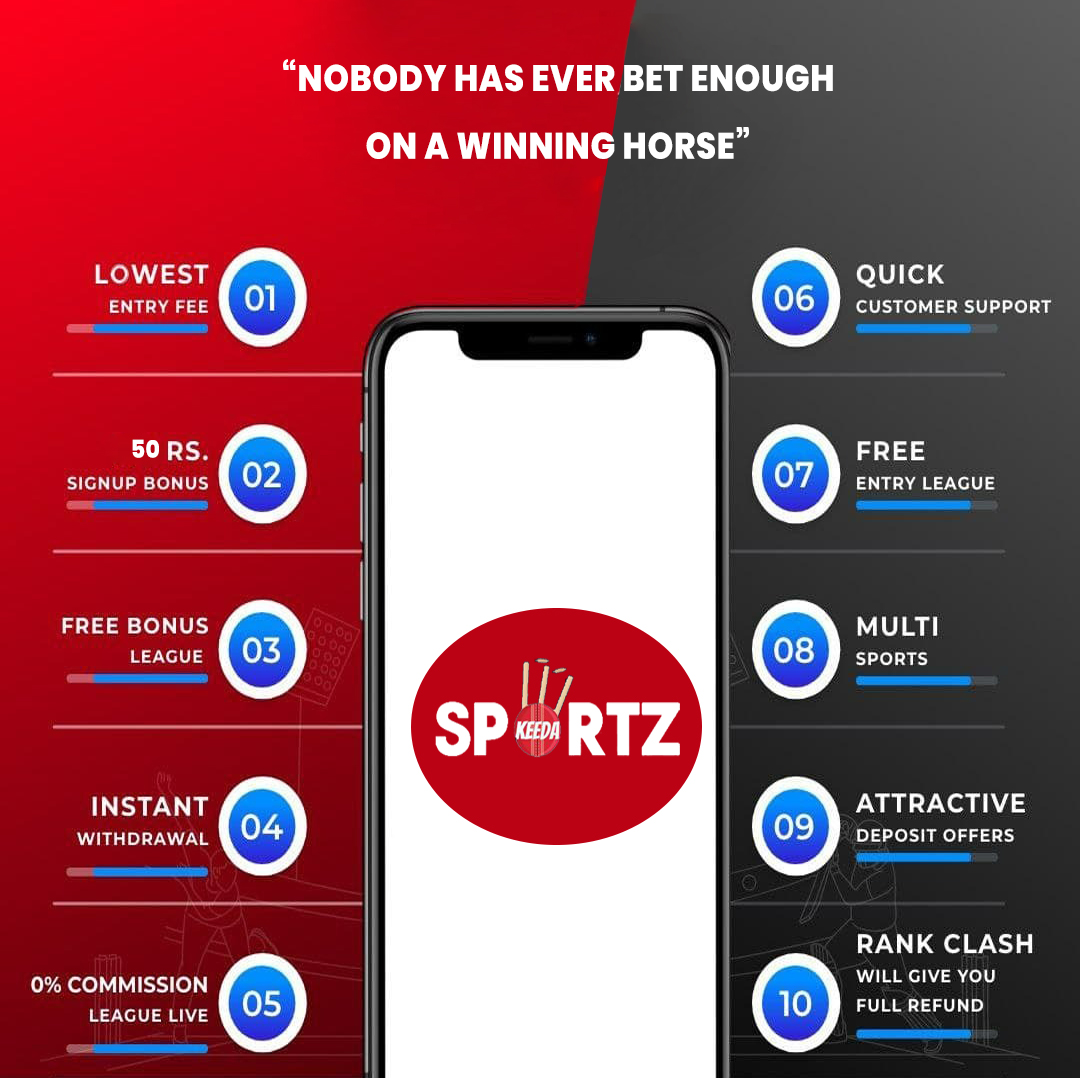 “NOBODY HAS EVER BET ENOUGH
ON A WINNING HORSE”
LOWEST
ENTRY FEE
01
50 RS.
SIGNUP BONUS
02
FREE BONUS
LEAGUE
03
INSTANT
WITHDRAWAL
04
0% COMMISSION
LEAGUE LIVE
05
SPORTZ
KEEDA
06
QUICK
CUSTOMER SUPPORT
07
FREE
ENTRY LEAGUE
08
MULTI
SPORTS
09
ATTRACTIVE
DEPOSIT OFFERS
10
RANK CLASH
WILL GIVE YOU
FULL REFUND